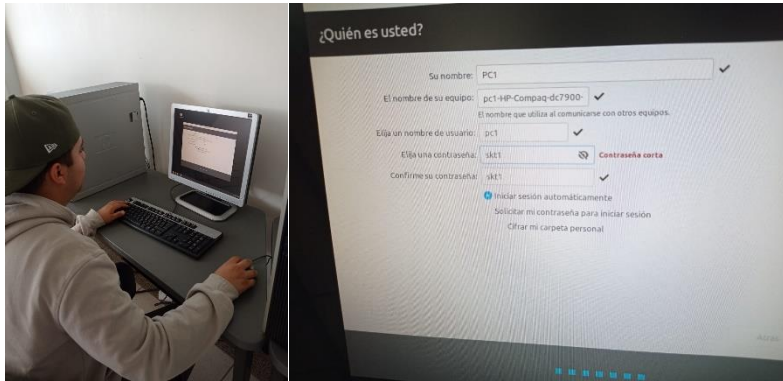 ¿Quién es usted?
Su nombre: PC1
El nombre de su equipo: pc1-HP-Compaq-dc7900-
El nombre que utiliza al comunicarse con otros equipos.
Elija un nombre de usuario: pc1
Elija una contraseña: skt1 Contraseña corta
Confirme su contraseña: skt1
Iniciar sesión automáticamente
Solicitar mi contraseña para iniciar sesión
Cifrar mi carpeta personal
Atrás